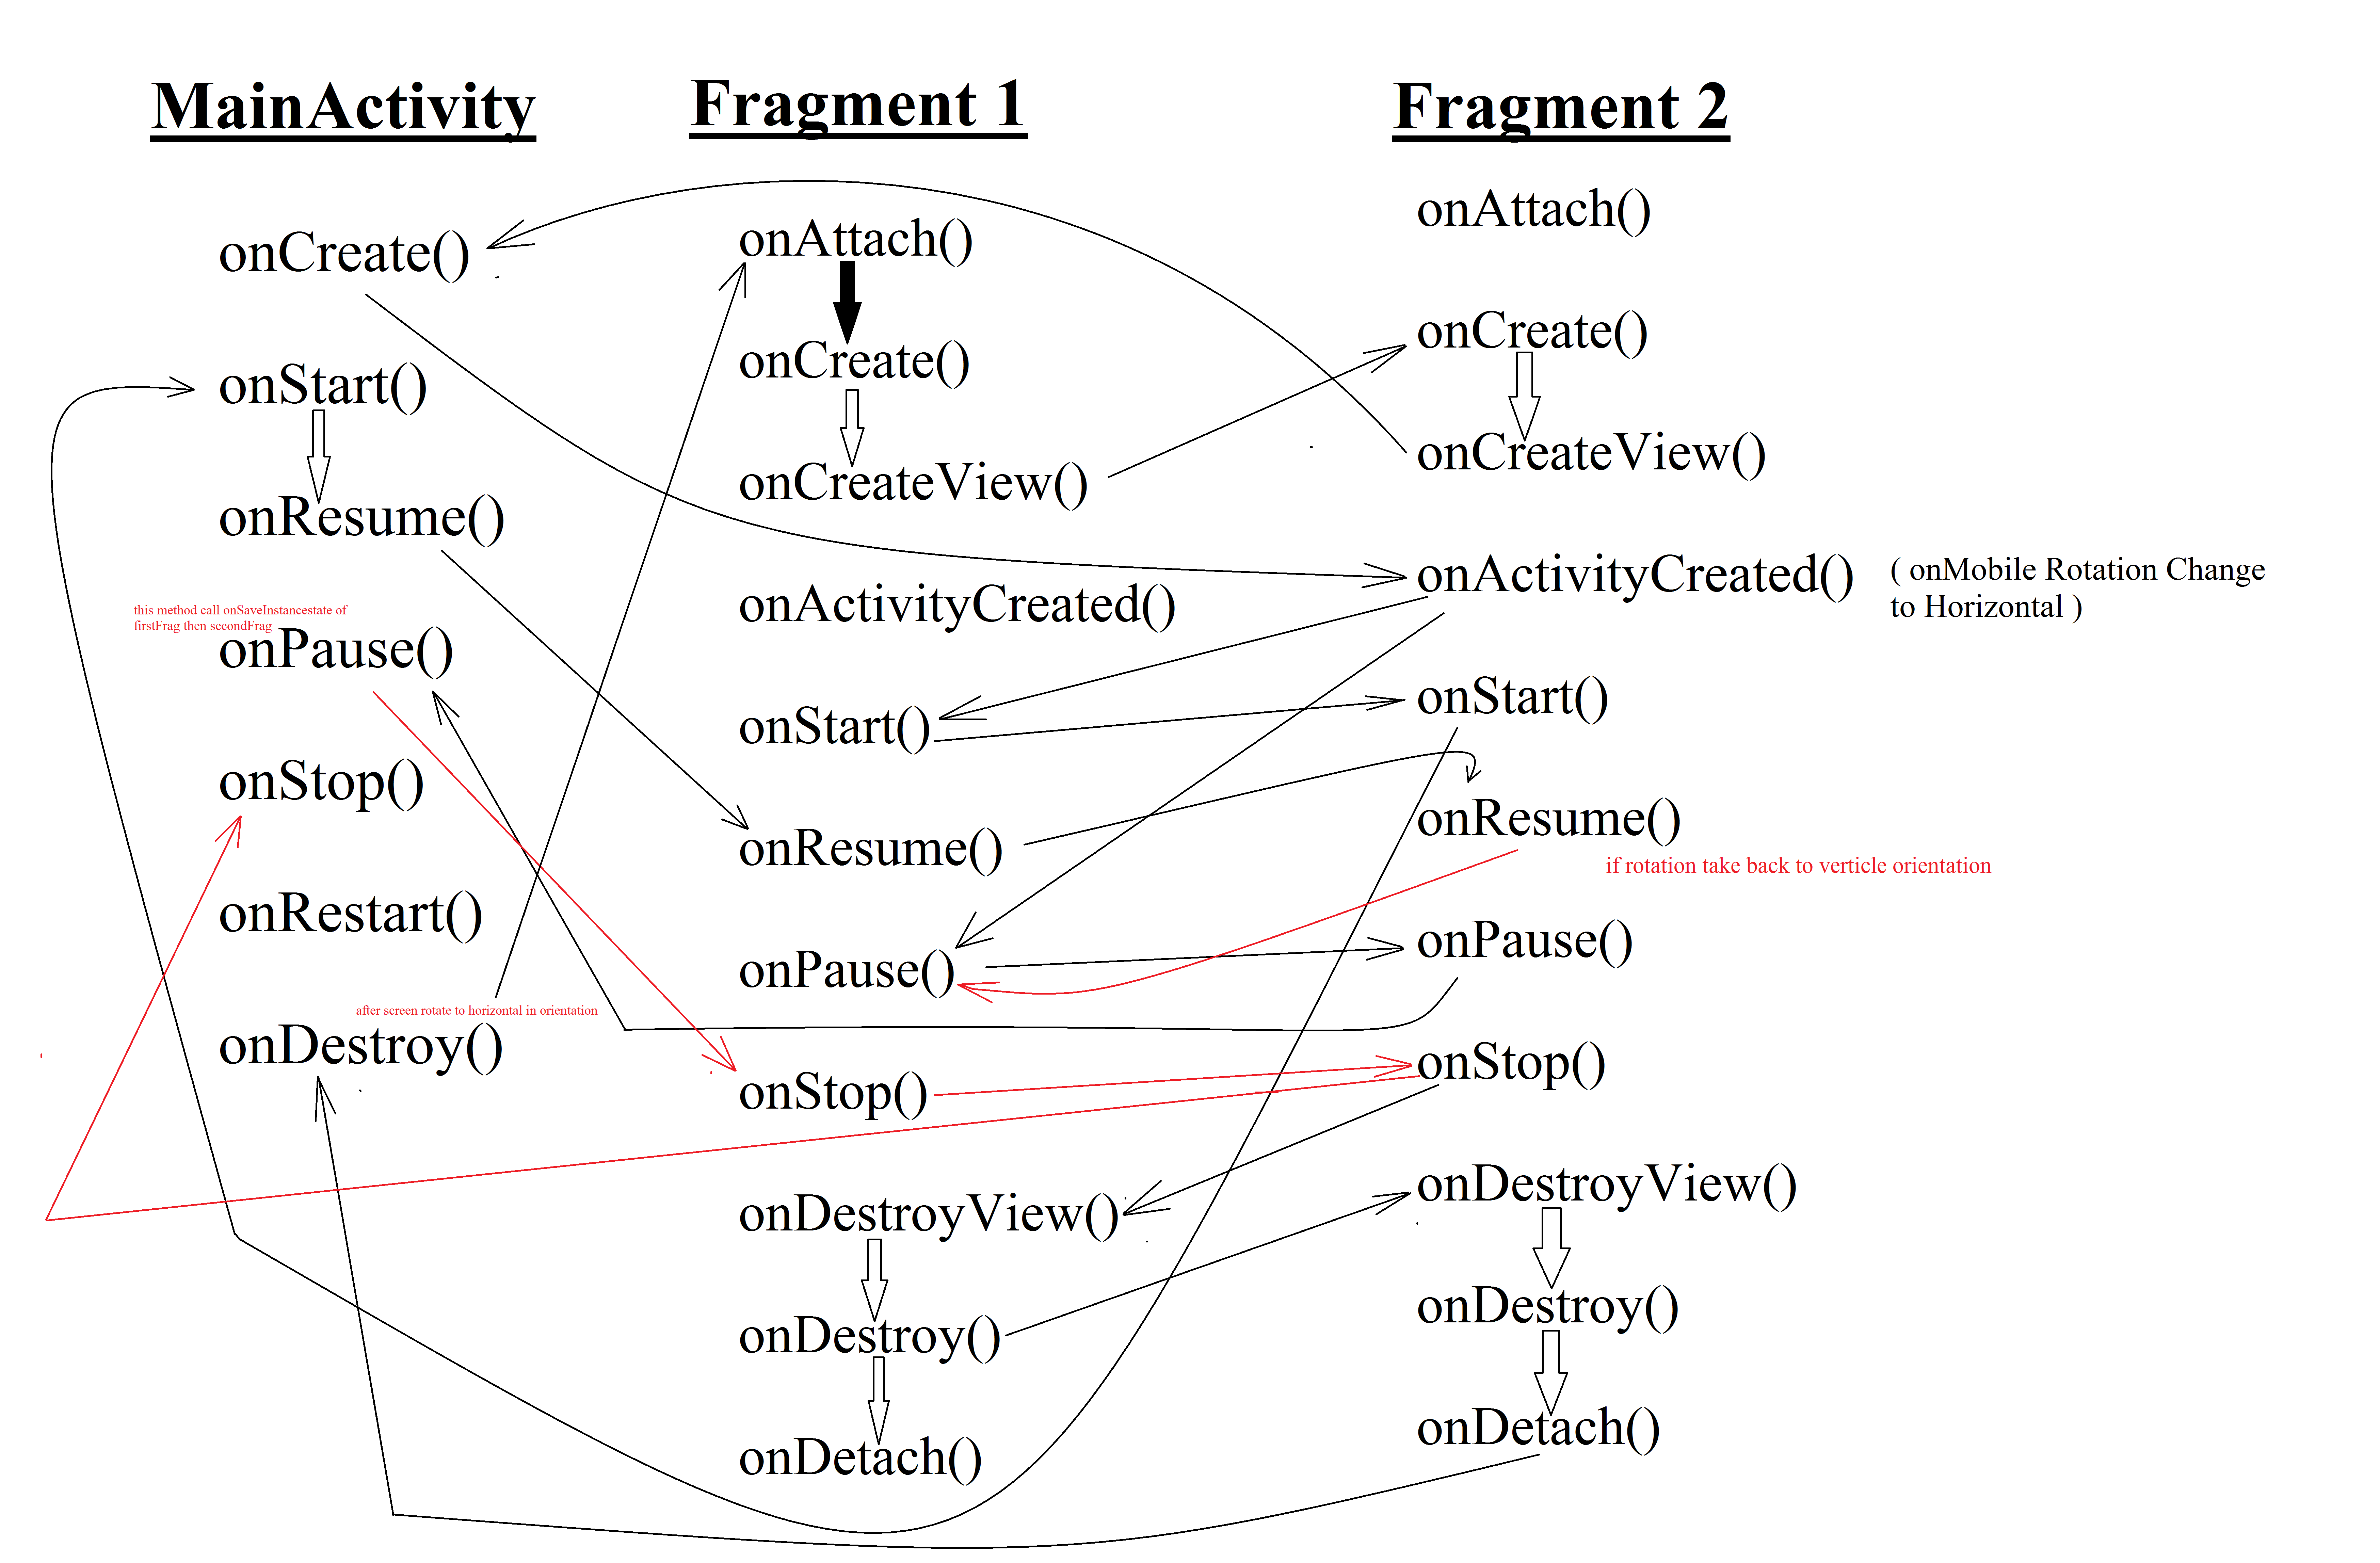 MainActivity
onCreate()
onStart()
onResume()
this method call onSaveInstancestate of
firstFrag then secondFrag
onPause()
onStop()
onRestart()
after screen rotate to horizontal in orientation
onDestroy()
Fragment 1
onAttach()
onCreate()
onCreateView()
onActivityCreated()
onStart()
onResume()
onPause()
onStop()
onDestroyView()
onDestroy()
onDetach()
Fragment 2
onAttach()
onCreate()
onCreateView()
onActivityCreated()
( onMobile Rotation Change
to Horizontal )
onStart()
onResume()
if rotation take back to verticle orientation
onPause()
onStop()
onDestroyView()
onDestroy()
onDetach()